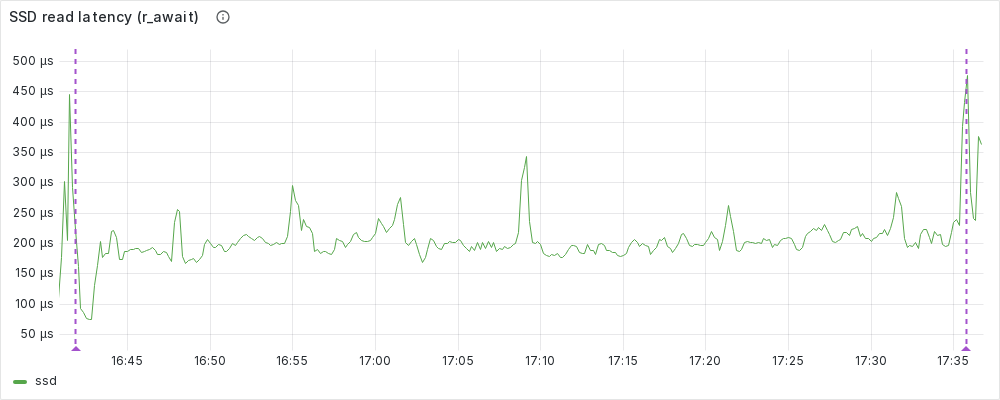 SSD read latency (r_await)
500 µs
450 µs
400 µs
350 µs
300 µs
250 µs
200 µs
150 µs
100 µs
50 µs
16:45 16:50 16:55 17:00 17:05 17:10 17:15 17:20 17:25 17:30 17:35
ssd